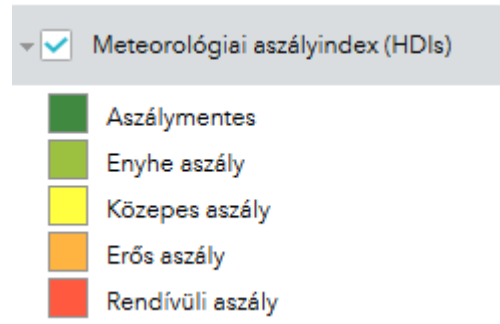 Meteorológiai aszályindex (HDIs)
Aszálymentes
Enyhe aszály
Közepes aszály
Erős aszály
Rendívüli aszály